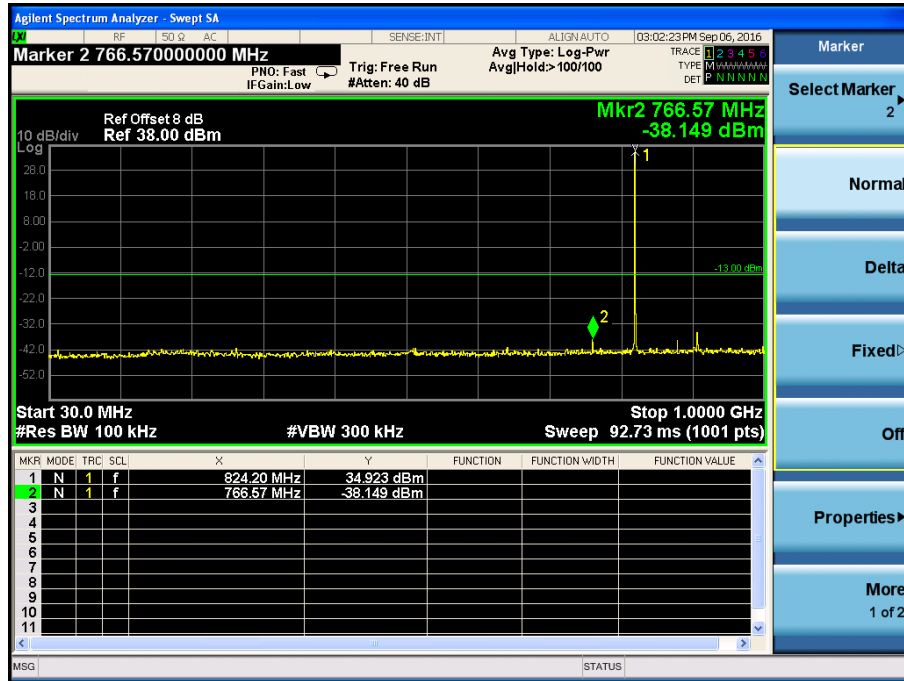 Agilent Spectrum Analyzer - Swept SA
LXI RF 50 Ω AC SENSE:INT ALIGN AUTO 03:02:23 PM Sep 06, 2016
Marker 2 766.570000000 MHz
PNO: Fast
IFGain:Low
Trig: Free Run
#Atten: 40 dB
Avg Type: Log-Pwr
Avg|Hold:>100/100
TRACE 1 2 3 4 5 6
TYPE M WWWWW
DET P N N N N N
Mkr2 766.57 MHz
-38.149 dBm
Ref Offset 8 dB
10 dB/div Ref 38.00 dBm
Log
1
28.0
18.0
8.00
-2.00
-12.0
-13.00 dBm
-22.0
-32.0
2
-42.0
-52.0
Start 30.0 MHz Stop 1.0000 GHz
#Res BW 100 kHz #VBW 300 kHz Sweep 92.73 ms (1001 pts)
MKR MODE TRC SCL X Y FUNCTION FUNCTION WIDTH FUNCTION VALUE
1 N 1 f 824.20 MHz 34.923 dBm
2 N 1 f 766.57 MHz -38.149 dBm
3
4
5
6
7
8
9
10
11
MSG STATUS
Marker
Select Marker
2
Normal
Delta
Fixed
Off
Properties
More
1 of 2